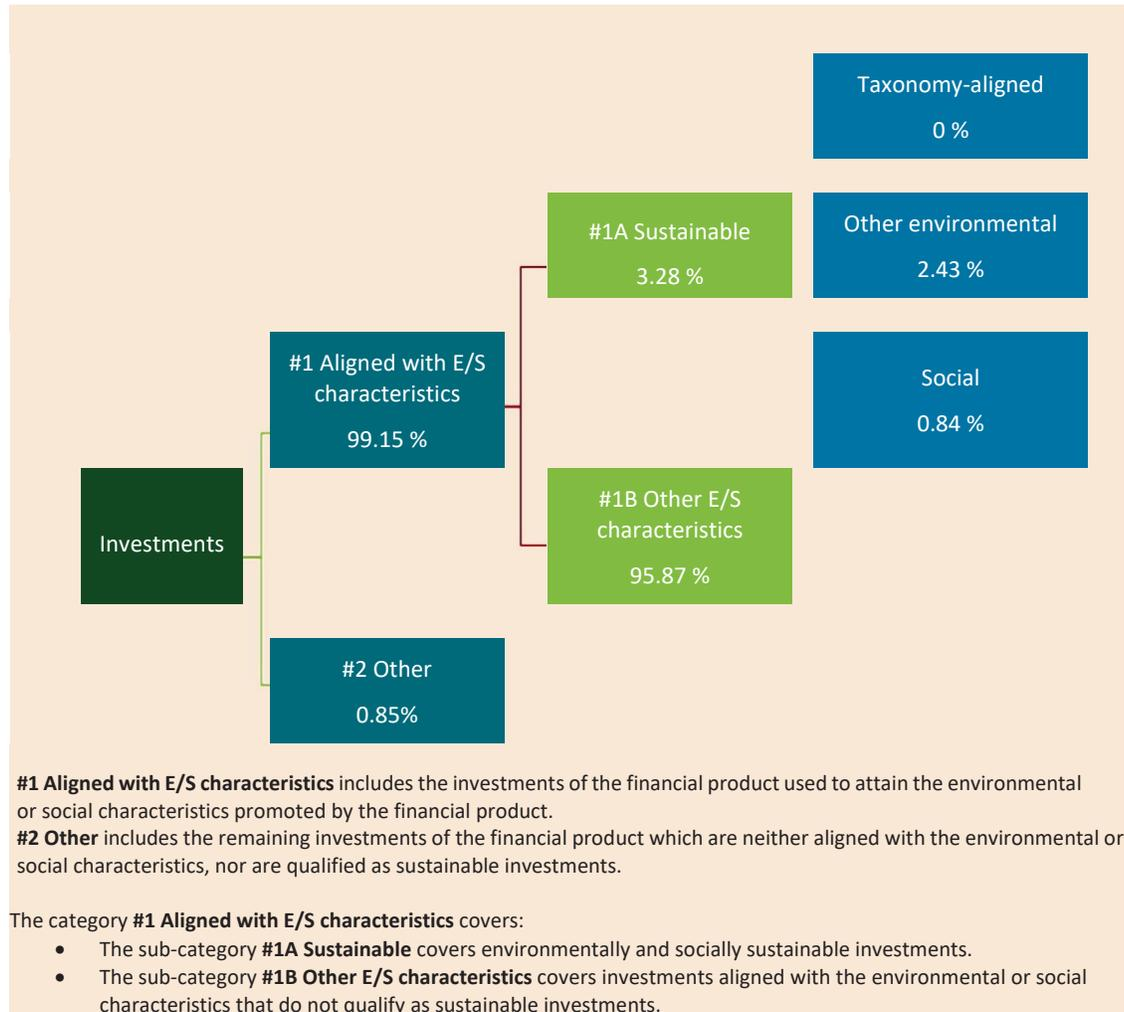 Taxonomy-aligned
0 %
#1A Sustainable
3.28 %
Other environmental
2.43 %
#1 Aligned with E/S
characteristics
99.15 %
Social
0.84 %
Investments
#1B Other E/S
characteristics
95.87 %
#2 Other
0.85%
#1 Aligned with E/S characteristics includes the investments of the financial product used to attain the environmental
or social characteristics promoted by the financial product.
#2 Other includes the remaining investments of the financial product which are neither aligned with the environmental or
social characteristics, nor are qualified as sustainable investments.
The category #1 Aligned with E/S characteristics covers:
• The sub-category #1A Sustainable covers environmentally and socially sustainable investments.
• The sub-category #1B Other E/S characteristics covers investments aligned with the environmental or social
characteristics that do not qualify as sustainable investments.